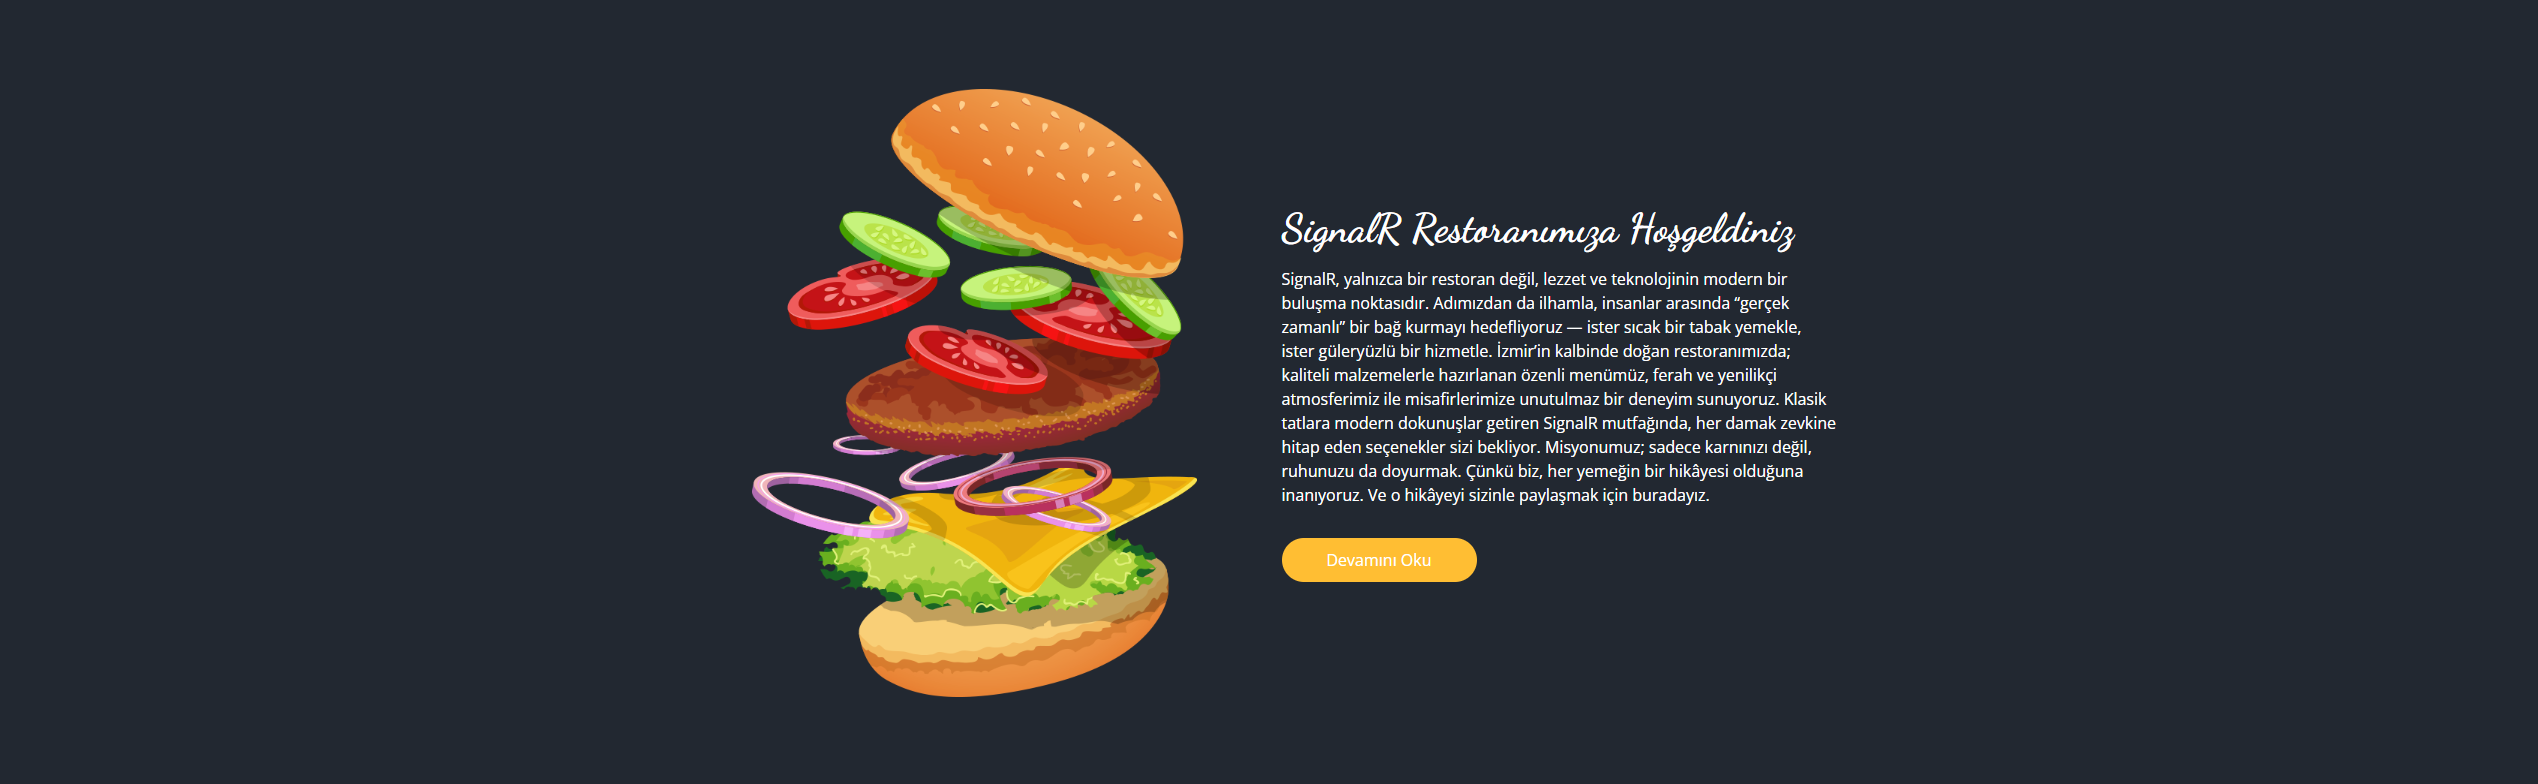 SignalR Restoranımıza Hoşgeldiniz
SignalR, yalnızca bir restoran değil, lezzet ve teknolojinin modern bir
buluşma noktasıdır. Adımızdan da ilhamla, insanlar arasında “gerçek
zamanlı” bir bağ kurmayı hedefliyoruz — ister sıcak bir tabak yemekle,
ister güleryüzlü bir hizmetle. İzmir’in kalbinde doğan restoranımızda;
kaliteli malzemelerle hazırlanan özenli menümüz, ferah ve yenilikçi
atmosferimiz ile misafirlerimize unutulmaz bir deneyim sunuyoruz. Klasik
tatlara modern dokunuşlar getiren SignalR mutfağında, her damak zevkine
hitap eden seçenekler sizi bekliyor. Misyonumuz; sadece karnınızı değil,
ruhunuzu da doyurmak. Çünkü biz, her yemeğin bir hikâyesi olduğuna
inanıyoruz. Ve o hikâyeyi sizinle paylaşmak için buradayız.
Devamını Oku